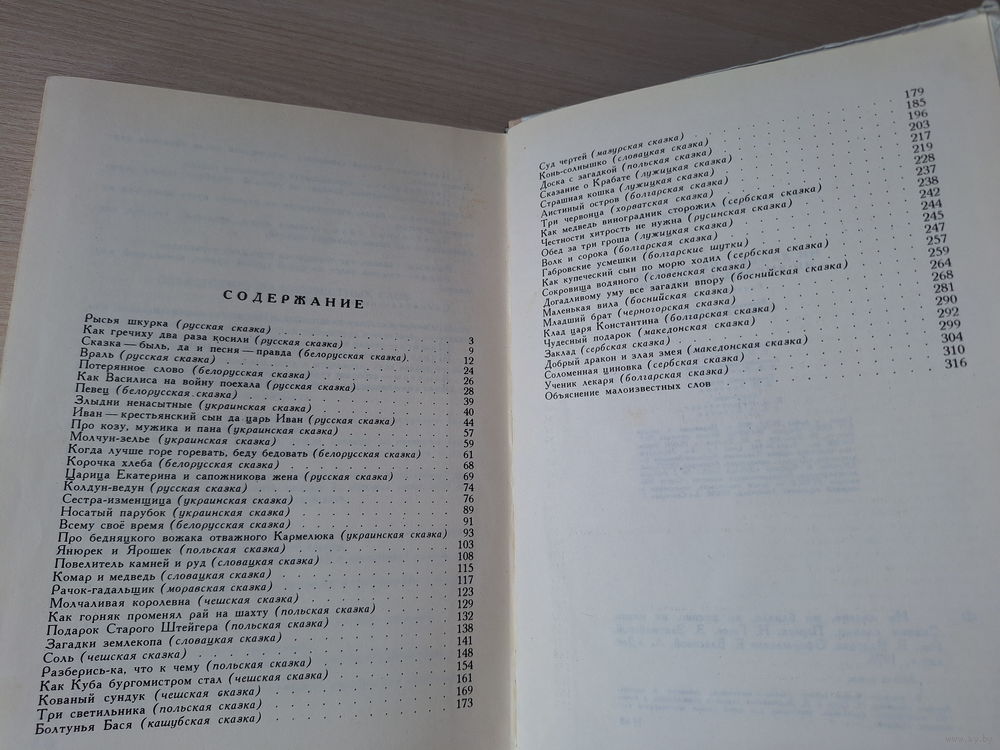 СОДЕРЖАНИЕ
Рысья шкурка (русская сказка) 3
Как гречиху два раза косили (русская сказка) 9
Сказка — быль, да и песня — правда (белорусская сказка) 12
Враль (русская сказка) 24
Потерянное слово (белорусская сказка) 26
Как Василиса на войну поехала (русская сказка) 28
Певец (белорусская сказка) 39
Злыдни ненасытные (украинская сказка) 40
Иван — крестьянский сын да царь Иван (русская сказка) 44
Про козу, мужика и пана (украинская сказка) 57
Молчун-зелье (украинская сказка) 59
Когда лучше горе горевать, беду бедовать (белорусская сказка) 61
Корочка хлеба (белорусская сказка) 68
Царица Екатерина и сапожникова жена (русская сказка) 69
Колдун-ведун (русская сказка) 74
Сестра-изменщица (украинская сказка) 76
Носатый парубок (украинская сказка) 89
Всему своё время (белорусская сказка) 91
Про бедняцкого вожака отважного Кармелюка (украинская сказка) 93
Янюрек и Ярошек (польская сказка) 103
Повелитель камней и руд (словацкая сказка) 108
Комар и медведь (словацкая сказка) 115
Рачок-гадальщик (моравская сказка) 117
Молчаливая королевна (чешская сказка) 123
Как горняк променял рай на шахту (польская сказка) 129
Подарок Старого Штейгера (польская сказка) 132
Загадки землекопа (словацкая сказка) 138
Соль (чешская сказка) 141
Разберись-ка, что к чему (польская сказка) 148
Как Куба бургомистром стал (чешская сказка) 154
Кованый сундук (чешская сказка) 161
Три светильника (польская сказка) 169
Болтунья Бася (кашубская сказка) 173
Суд чертей (мазурская сказка) 179
Конь-солнышко (словацкая сказка) 185
Доска с загадкой (польская сказка) 196
Сказание о Крабате (лужицкая сказка) 203
Страшная кошка (лужицкая сказка) 217
Аистиный остров (болгарская сказка) 219
Три червонца (хорватская сказка) 228
Как медведь виноградник сторожил (сербская сказка) 237
Честности хитрость не нужна (русинская сказка) 238
Обед за три гроша (лужицкая сказка) 242
Волк и сорока (болгарская сказка) 244
Габровские усмешки (болгарские шутки) 245
Как купеческий сын по морю ходил (сербская сказка) 247
Сокровища водяного (словенская сказка) 257
Догадливому уму все загадки впору (боснийская сказка) 259
Маленькая вила (боснийская сказка) 264
Младший брат (черногорская сказка) 268
Клад царя Константина (болгарская сказка) 281
Чудесный подарок (македонская сказка) 290
Заклад (сербская сказка) 292
Добрый дракон и злая змея (македонская сказка) 299
Соломенная циновка (сербская сказка) 304
Ученик лекаря (болгарская сказка) 310
Объяснение малоизвестных слов 316